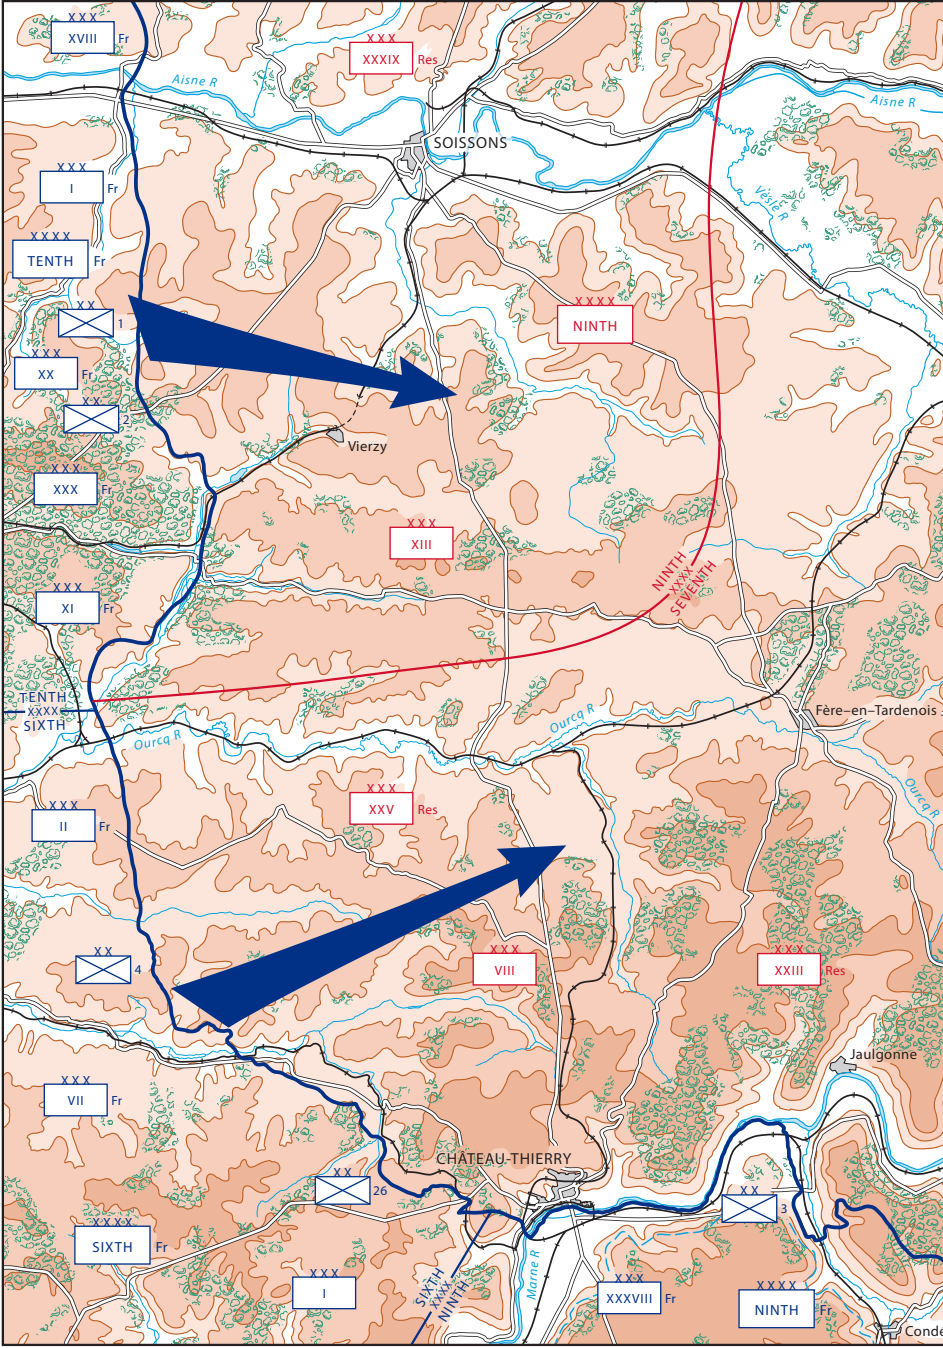 XXX
XVIII Fr
XXX
XXXIX Res
Aisne R
Aisne R
SOISSONS
XXX
I Fr
Vesle R
XXXX
TENTH Fr
XX
1
XXXX
NINTH
XXX
XX Fr
XX
2
Vierzy
XXX
XXX Fr
XXX
XIII
NINTH
XXXX
SEVENTH
XXX
XI Fr
TENTH
XXXX
SIXTH
Ourcq R
Ourcq R
Fère-en-Tardenois
Ourcq R
XXX
II Fr
XXX
XXV Res
XX
4
XXX
VIII
XXX
XXIII Res
Jaulgonne
XXX
VII Fr
CHÂTEAU-THIERRY
XX
26
XX
3
XXXX
SIXTH Fr
XXX
I
SIXTH
XXXX
NINTH
Marne R
XXX
XXXVIII Fr
XXXX
NINTH Fr
Condé